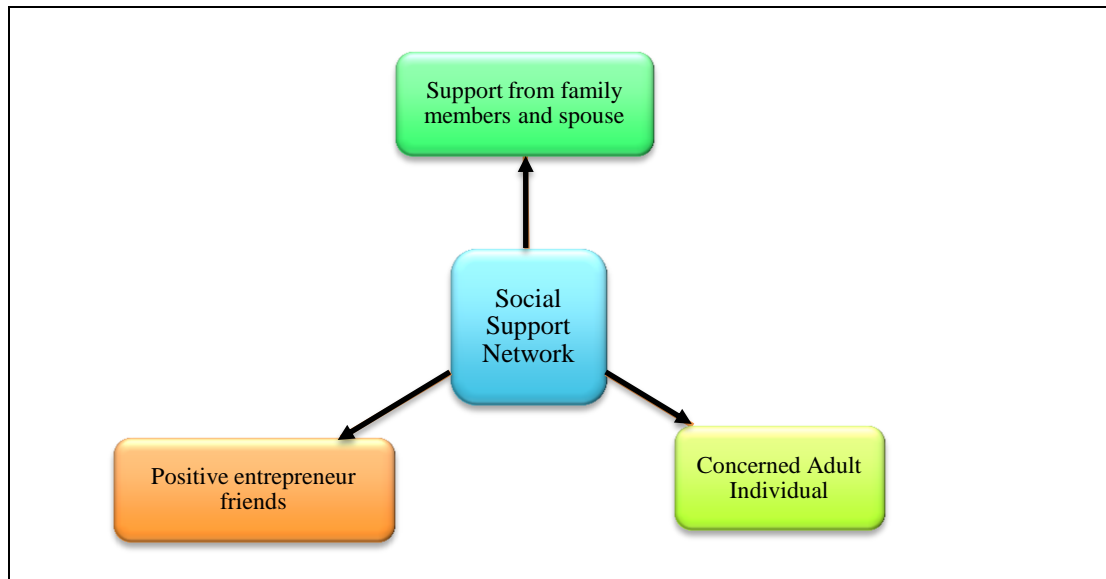 Support from family
members and spouse
Social
Support
Network
Positive entrepreneur
friends
Concerned Adult
Individual